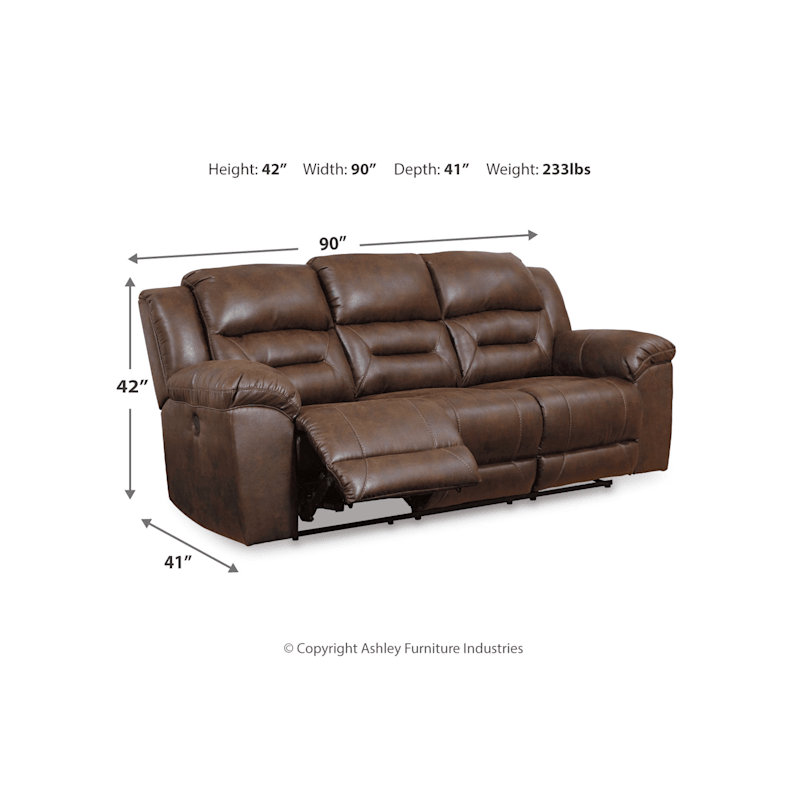 Height: 42” Width: 90” Depth: 41” Weight: 233lbs
90”
42”
41”
© Copyright Ashley Furniture Industries